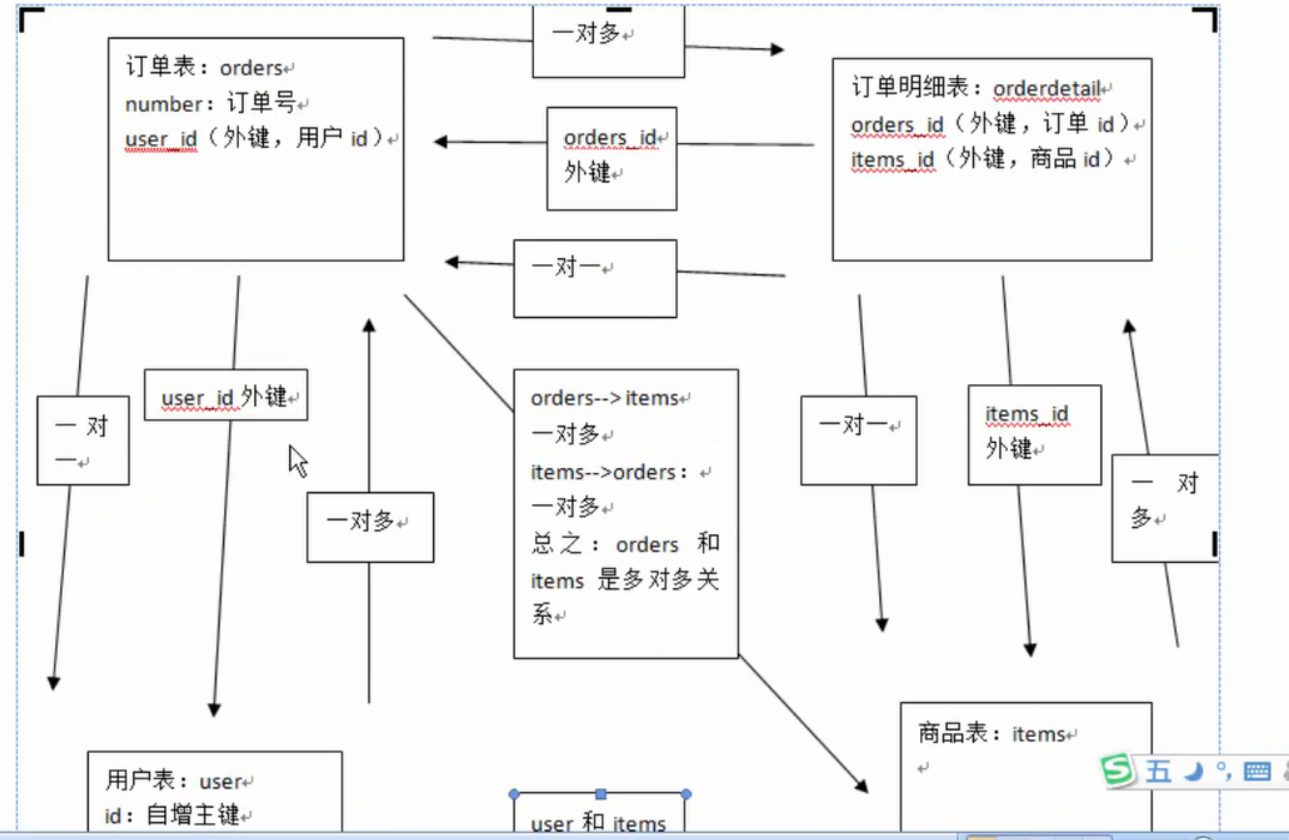 一对多
订单表：orders
number：订单号
user_id（外键，用户 id）
订单明细表：orderdetail
orders_id（外键，订单 id）
items_id（外键，商品 id）
orders_id
外键
一对一
user_id 外键
一 对
一
一对多
orders-->items
一对多
items-->orders：
一对多
总之：orders 和
items 是多对多关
系
一对一
items_id
外键
一 对
多
商品表：items
用户表：user
id：自增主键
user 和 items
五